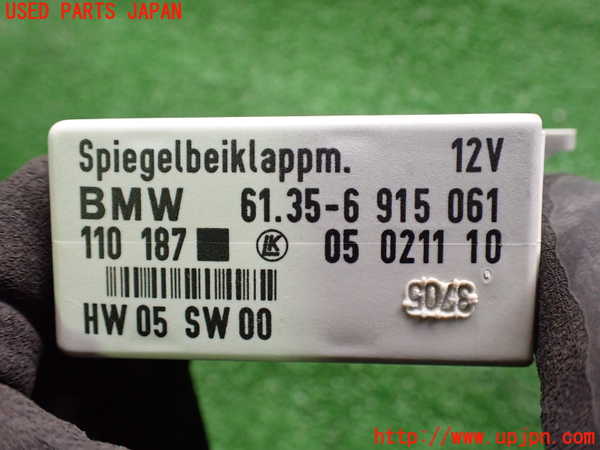 USED PARTS JAPAN
Spiegelbeiklappm. 12V
BMW 61.35-6 915 061
110 187 LK 05 0211 10
HW 05 SW 00
3705
http://www.upjpn.com